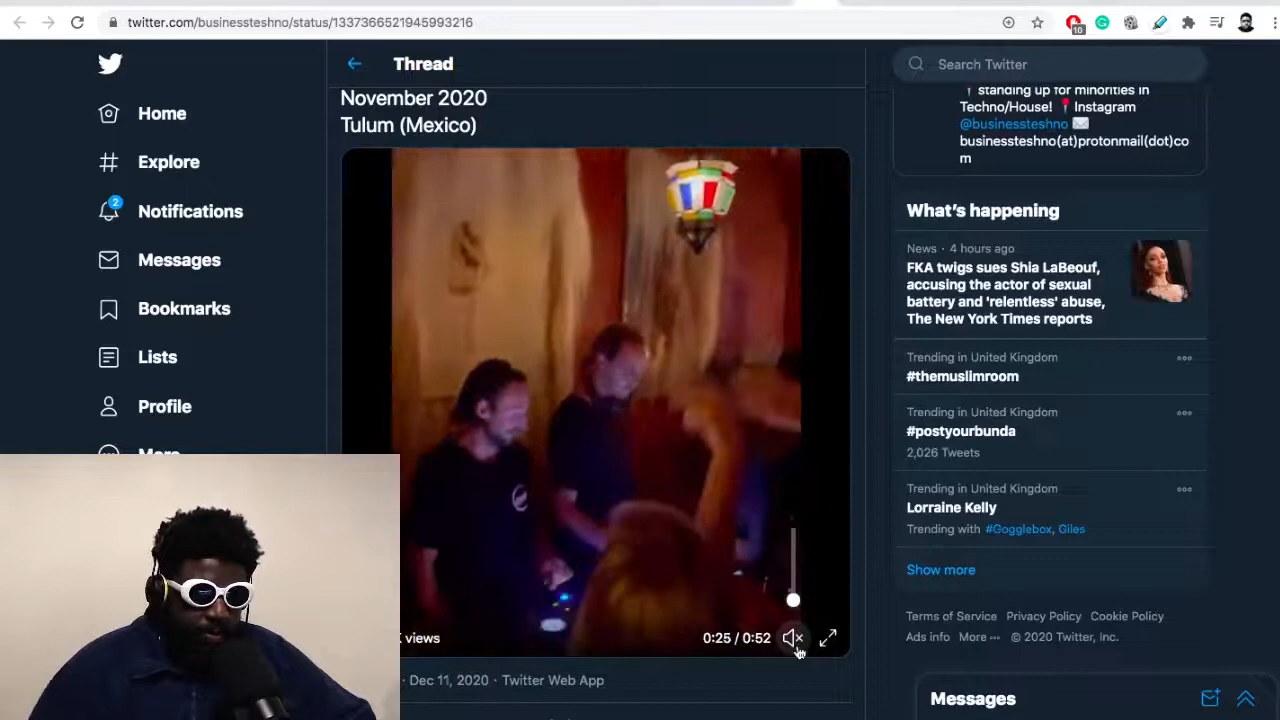 twitter.com/businessteshno/status/1337366521945993216
10
Home
Explore
2
Notifications
Messages
Bookmarks
Lists
Profile
More
Thread
November 2020
Tulum (Mexico)
views
0:25 / 0:52
· Dec 11, 2020 · Twitter Web App
Search Twitter
standing up for minorities in
Techno/House! Instagram
@businessteshno
businessteshno(at)protonmail(dot)co
m
What's happening
News · 4 hours ago
FKA twigs sues Shia LaBeouf,
accusing the actor of sexual
battery and 'relentless' abuse,
The New York Times reports
Trending in United Kingdom
#themuslimroom
Trending in United Kingdom
#postyourbunda
2,026 Tweets
Trending in United Kingdom
Lorraine Kelly
Trending with #Gogglebox, Giles
Show more
Terms of Service Privacy Policy Cookie Policy
Ads info More © 2020 Twitter, Inc.
Messages